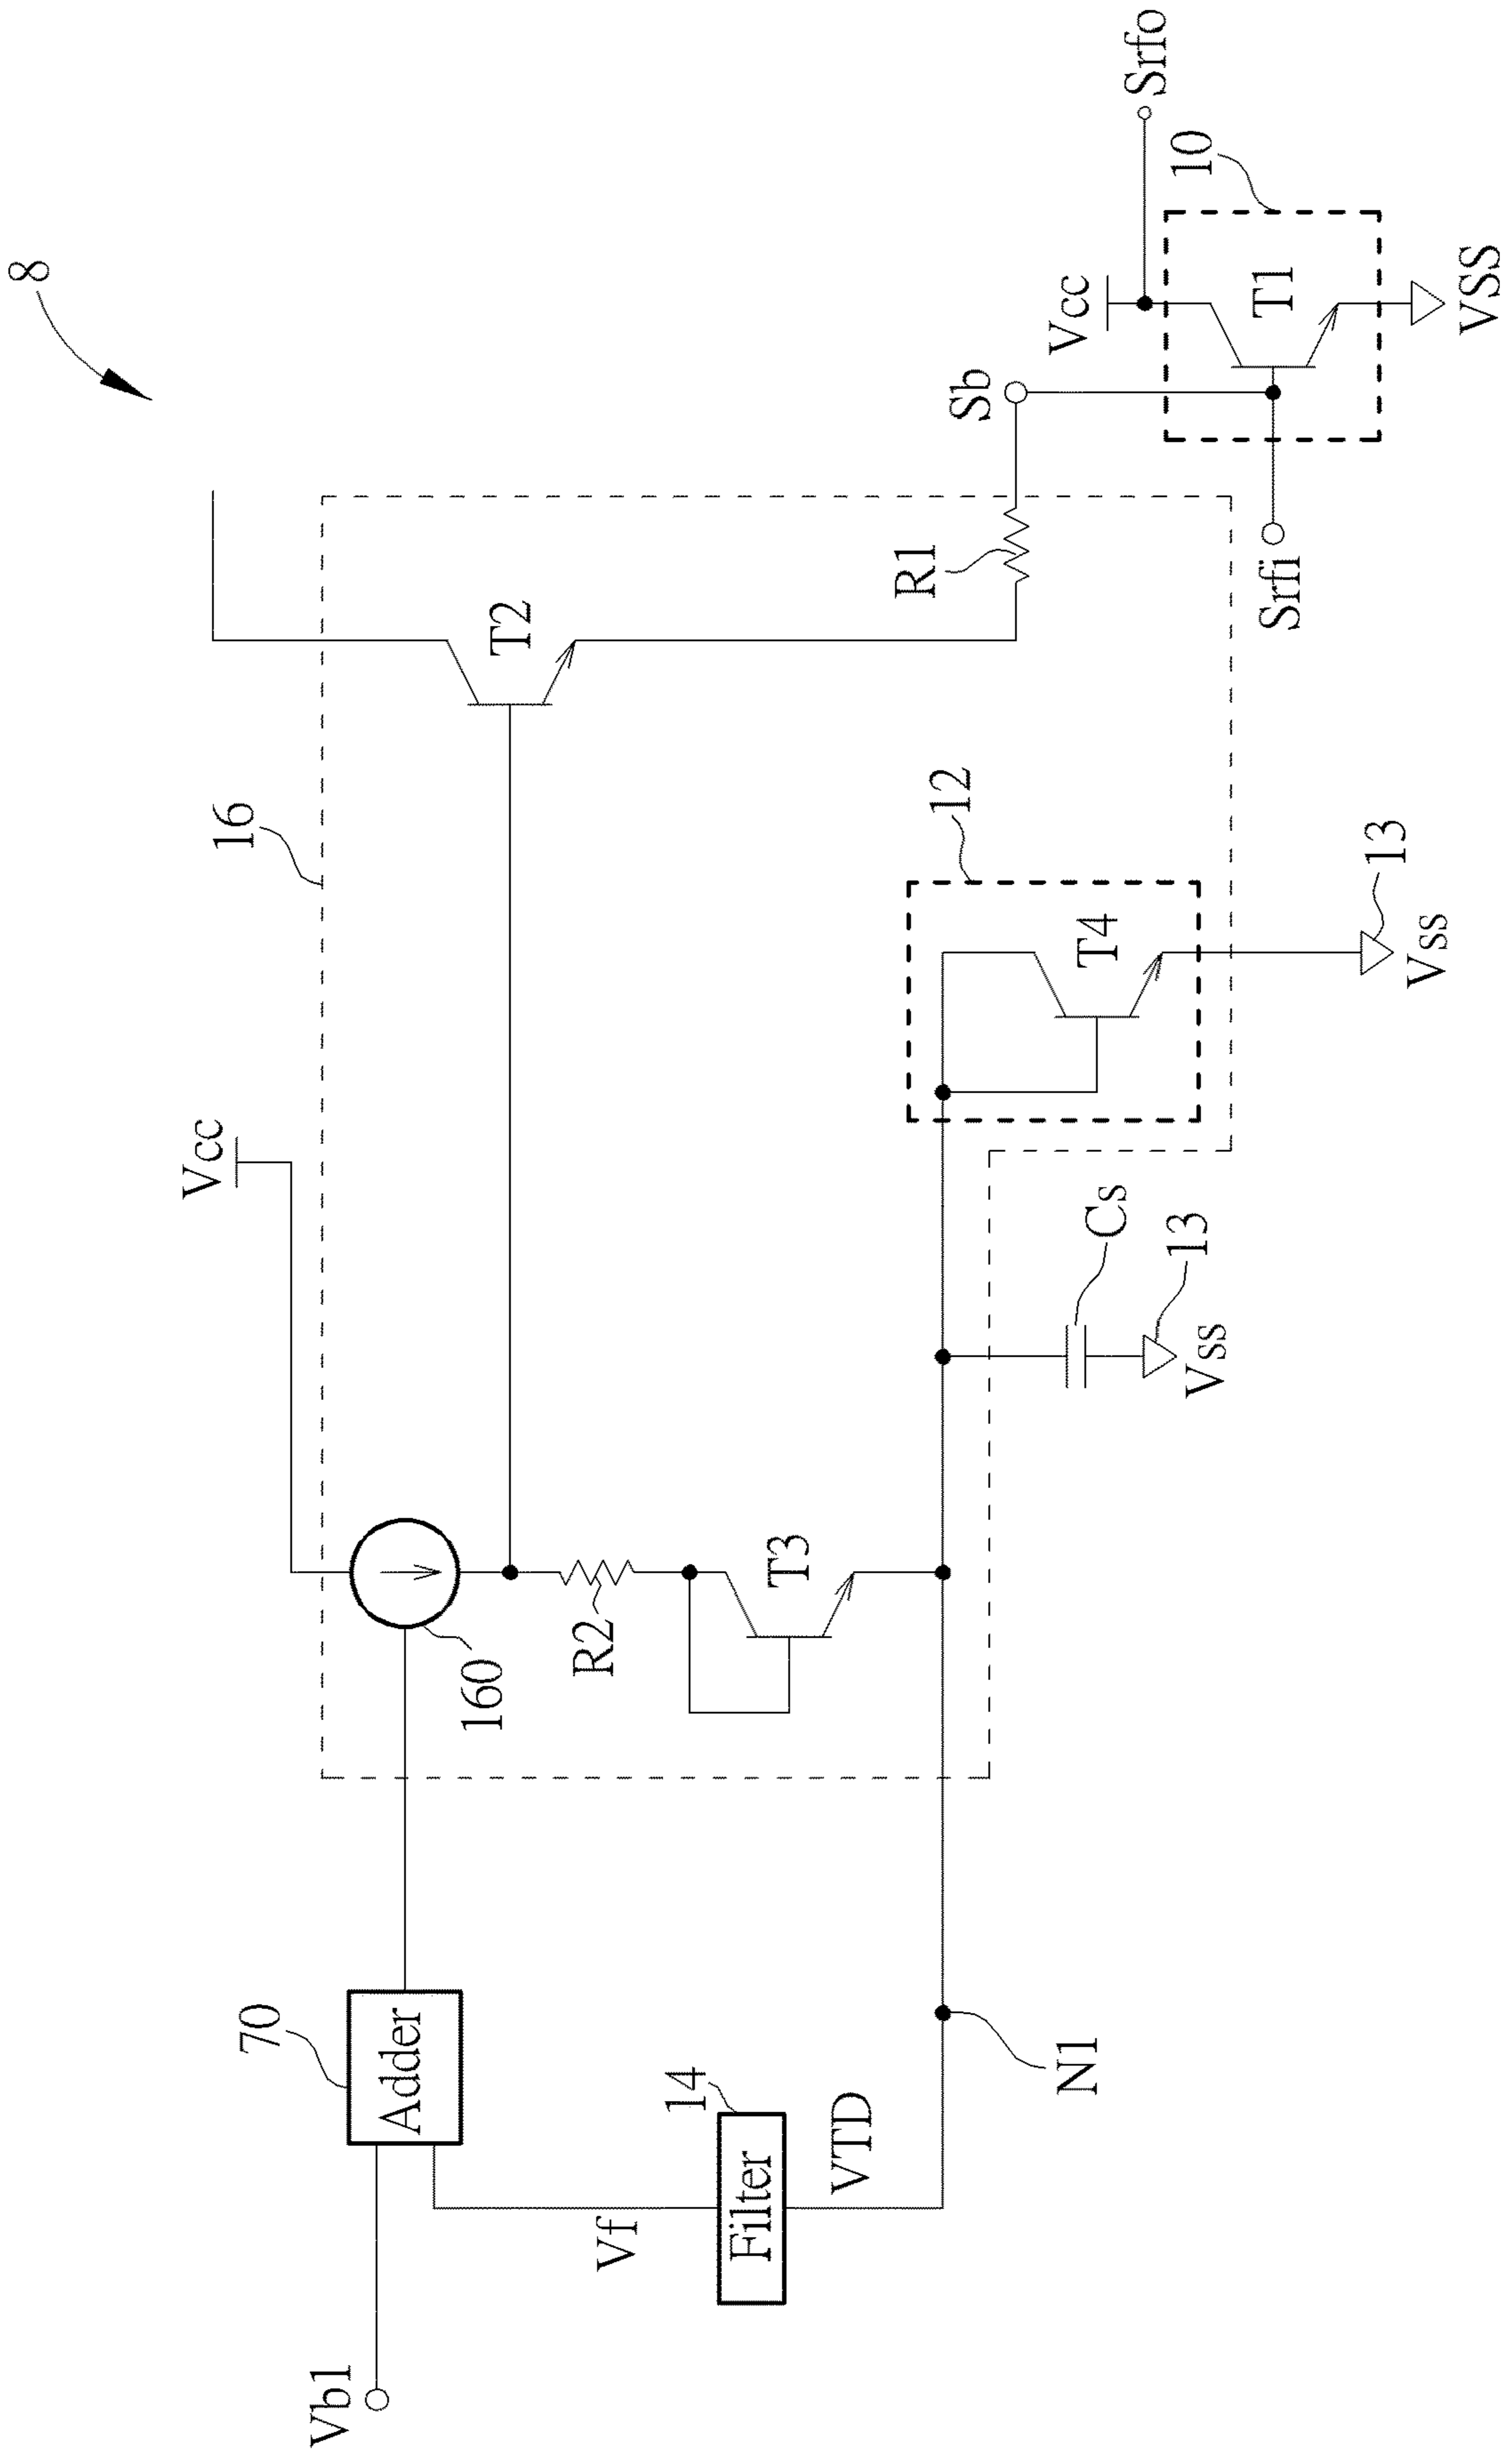 8
16
Vcc
T2
Sb
Vcc
Srfo
10
T1
VSS
R1
Srfi
12
T4
13
Vss
Cs
13
Vss
160
R2
T3
70
Adder
Vb1
Vf
14
Filter
VTD
N1